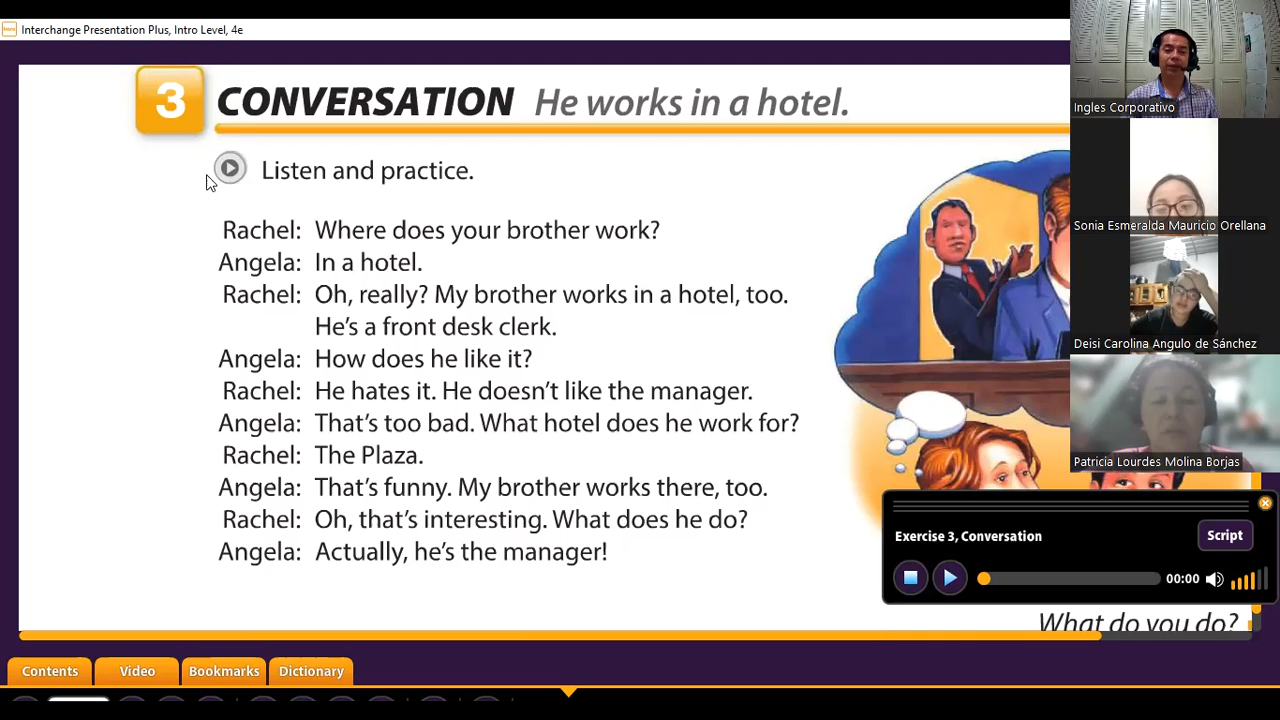 Interchange Presentation Plus, Intro Level, 4e
3 CONVERSATION He works in a hotel.
Listen and practice.
Rachel: Where does your brother work?
Angela: In a hotel.
Rachel: Oh, really? My brother works in a hotel, too.
He's a front desk clerk.
Angela: How does he like it?
Rachel: He hates it. He doesn't like the manager.
Angela: That's too bad. What hotel does he work for?
Rachel: The Plaza.
Angela: That's funny. My brother works there, too.
Rachel: Oh, that's interesting. What does he do?
Angela: Actually, he's the manager!
What do you do?
Ingles Corporativo
Sonia Esmeralda Mauricio Orellana
Deisi Carolina Angulo de Sánchez
Patricia Lourdes Molina Borjas
Exercise 3, Conversation
Script
00:00
Contents Video Bookmarks Dictionary